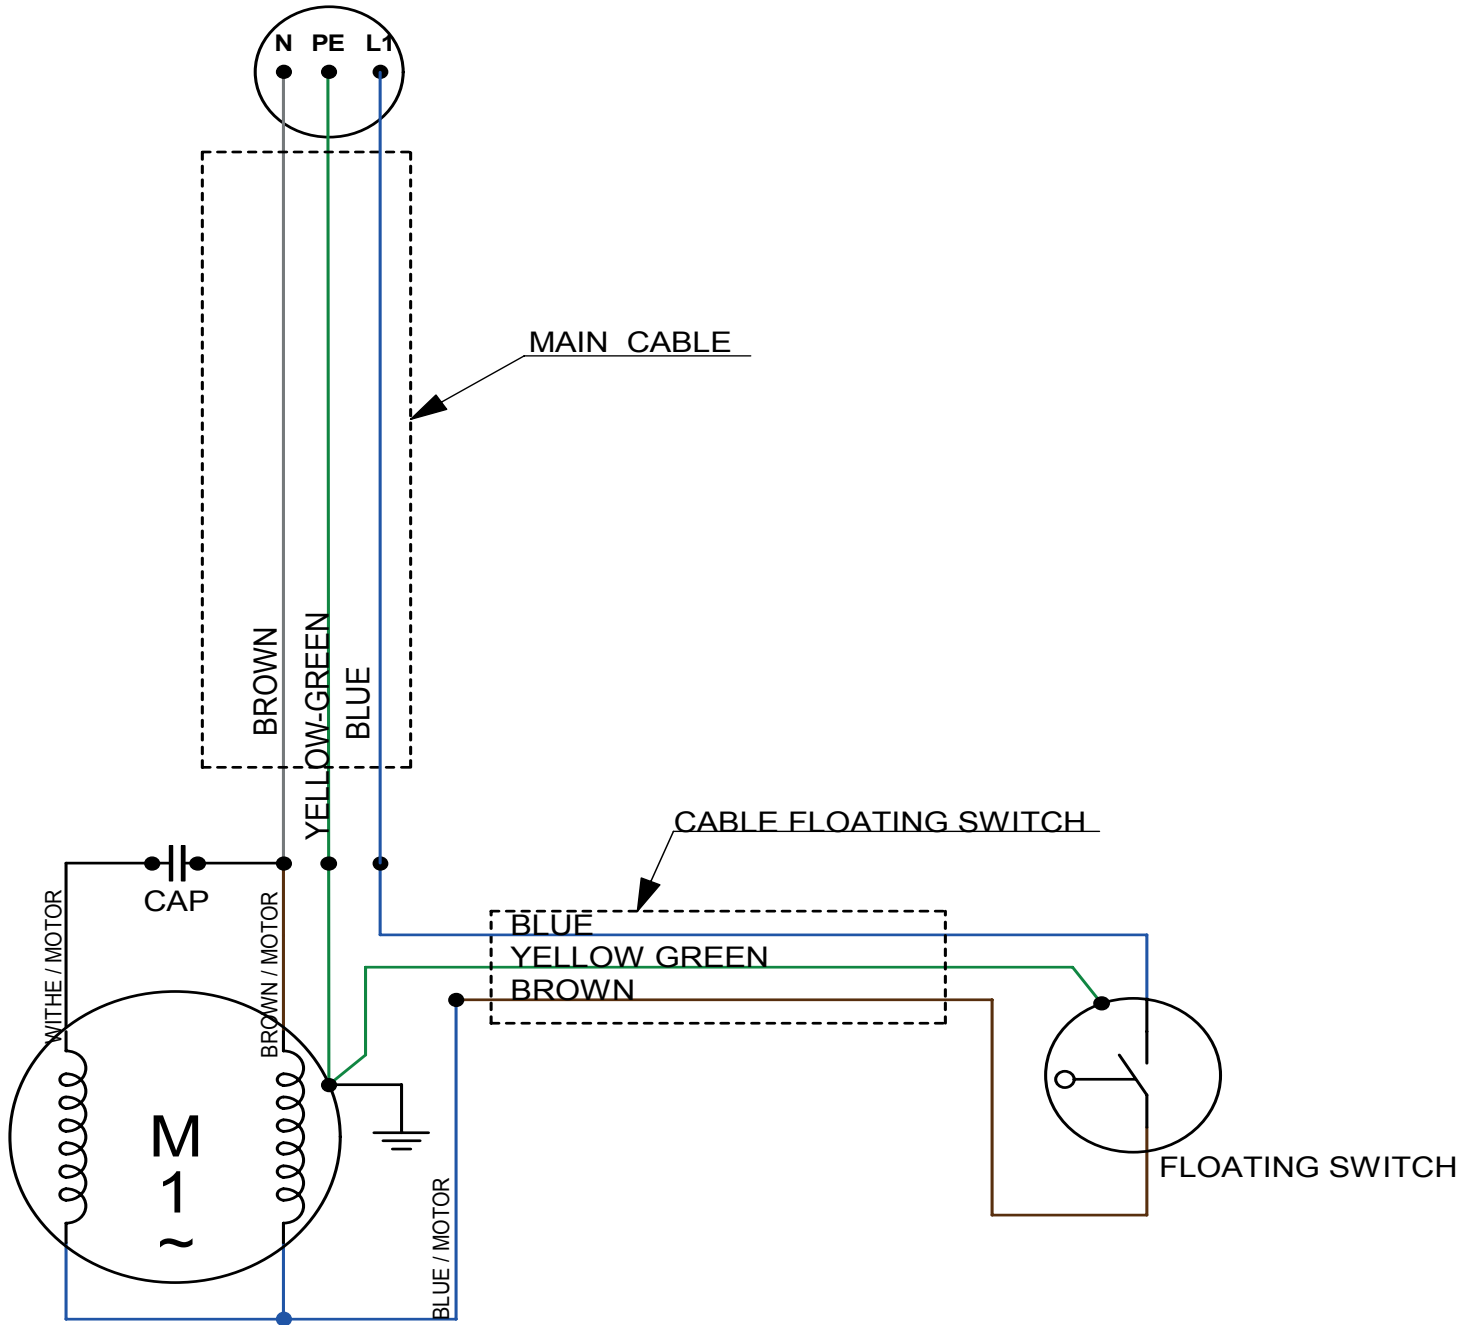 N PE L1
MAIN CABLE
BROWN
YELLOW-GREEN
BLUE
CABLE FLOATING SWITCH
CAP
WITHE / MOTOR
BROWN / MOTOR
BLUE
YELLOW GREEN
BROWN
M
1
~
FLOATING SWITCH
BLUE / MOTOR